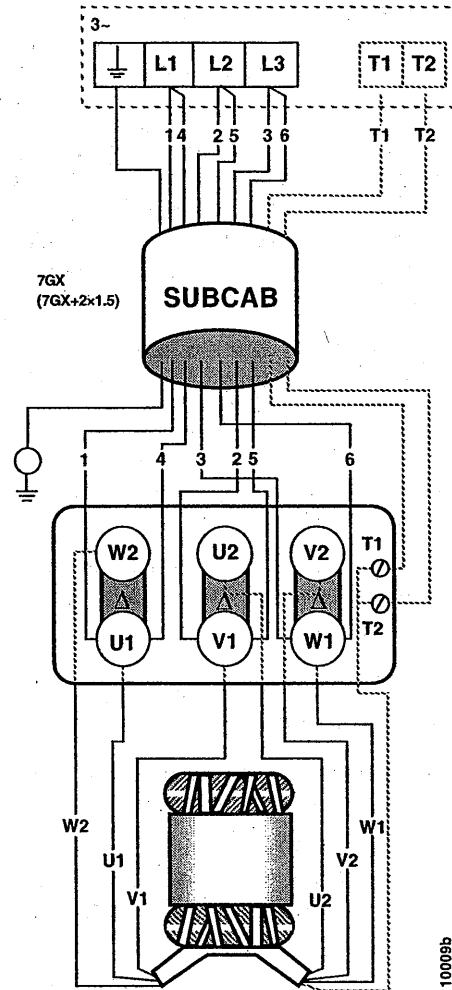 3~
L1 L2 L3 T1 T2
1 4 2 5 3 6 T1 T2
7GX
(7GX+2×1.5)
SUBCAB
1 4 3 2 5 6
W2 U2 V2 T1
Δ Δ Δ
U1 V1 W1 T2
W2 U1 V1 U2 V2 W1
10009b